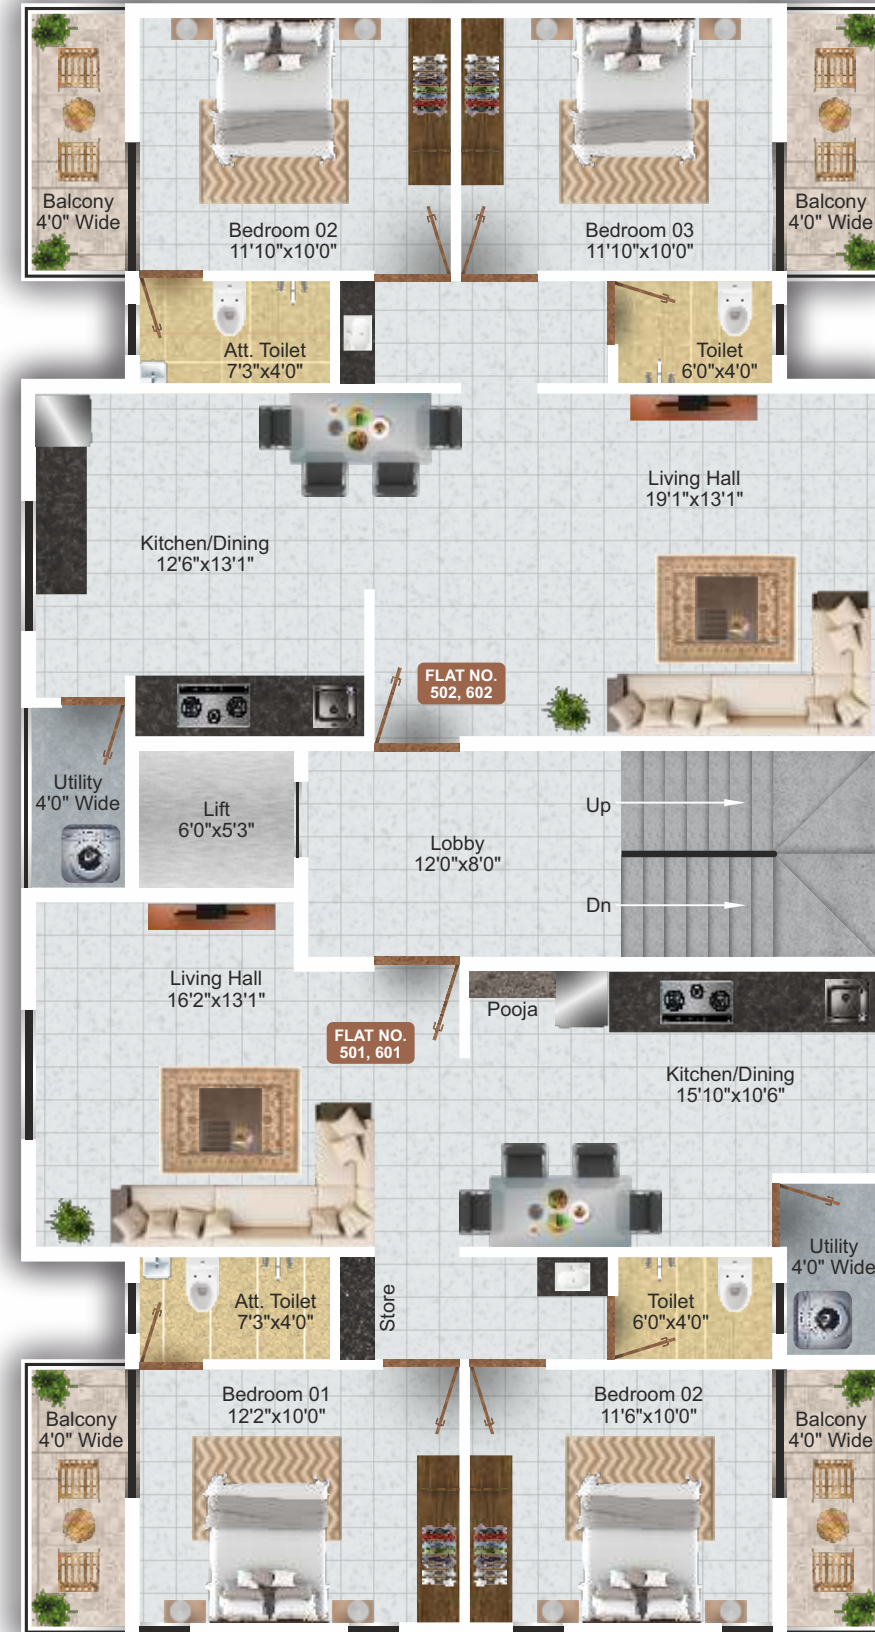 Balcony
4'0" Wide
Bedroom 02
11'10"x10'0"
Bedroom 03
11'10"x10'0"
Balcony
4'0" Wide
Att. Toilet
7'3"x4'0"
Toilet
6'0"x4'0"
Living Hall
19'1"x13'1"
Kitchen/Dining
12'6"x13'1"
FLAT NO.
502, 602
Utility
4'0" Wide
Lift
6'0"x5'3"
Lobby
12'0"x8'0"
Up
Dn
Living Hall
16'2"x13'1"
Pooja
FLAT NO.
501, 601
Kitchen/Dining
15'10"x10'6"
Utility
4'0" Wide
Att. Toilet
7'3"x4'0"
Store
Toilet
6'0"x4'0"
Balcony
4'0" Wide
Bedroom 01
12'2"x10'0"
Bedroom 02
11'6"x10'0"
Balcony
4'0" Wide